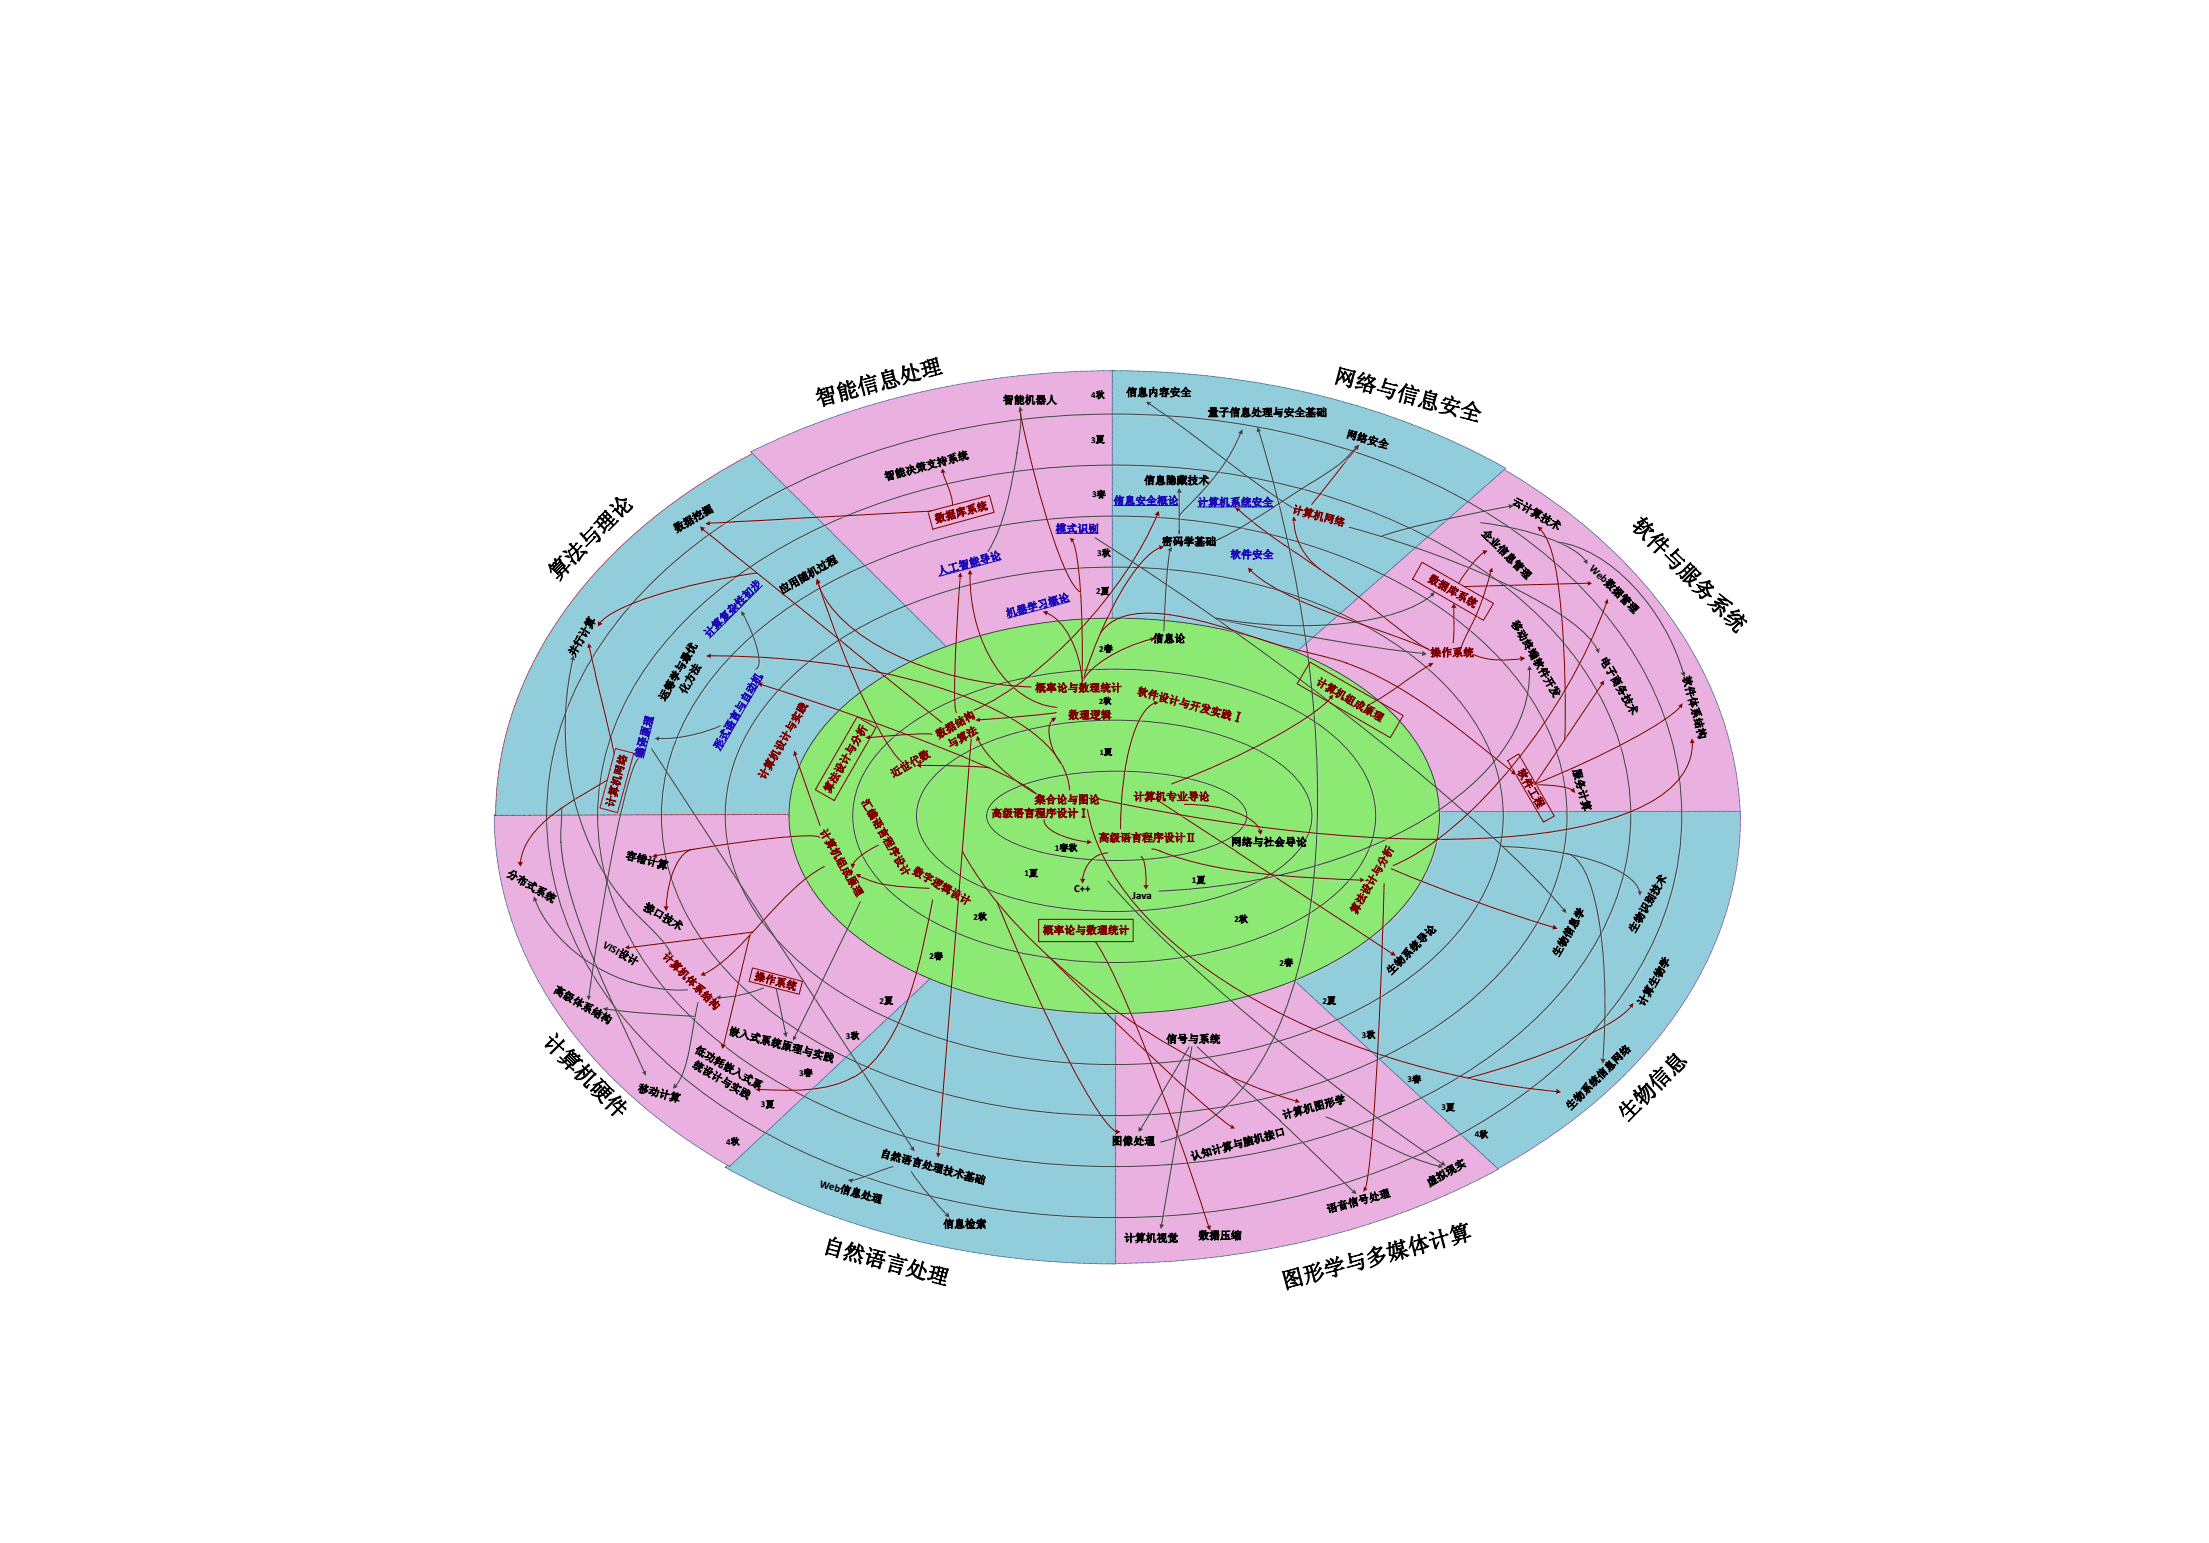 智能信息处理
网络与信息安全
算法与理论
软件与服务系统
计算机硬件
生物信息
自然语言处理
图形学与多媒体计算
智能机器人
4秋
智能决策支持系统
3夏
数据库系统
3春
模式识别
人工智能导论
3秋
机器学习概论
2夏
信息内容安全
量子信息处理与安全基础
网络安全
信息隐藏技术
信息安全概论
计算机系统安全
计算机网络
密码学基础
软件安全
云计算技术
企业信息管理
Web数据管理
数据库系统
操作系统
移动终端软件开发
电子商务技术
软件体系结构
软件工程
服务计算
数据挖掘
应用随机过程
计算复杂性初步
并行计算
运筹学与最优
化方法
形式语言与自动机
编译原理
计算机网络
计算机设计与实践
信息论
2春
概率论与数理统计
2秋
数理逻辑
软件设计与开发实践 I
计算机组成原理
数据结构
与算法
算法设计与分析
近世代数
1夏
集合论与图论
高级语言程序设计 I
计算机专业导论
高级语言程序设计 II
网络与社会导论
1春秋
1夏
C++
Java
1夏
汇编语言程序设计
计算机组成原理
数字逻辑设计
2秋
概率论与数理统计
2秋
算法设计与分析
2春
2春
生物系统导论
生物信息学
生物识别技术
计算生物学
生物系统信息网络
2夏
3秋
3春
3夏
4秋
容错计算
分布式系统
接口技术
VlSI设计
计算机体系结构
操作系统
高级体系结构
嵌入式系统原理与实践
低功耗嵌入式系
统设计与实践
移动计算
2夏
3秋
3春
3夏
4秋
自然语言处理技术基础
Web信息处理
信息检索
信号与系统
计算机图形学
图像处理
认知计算与脑机接口
虚拟现实
语音信号处理
计算机视觉
数据压缩